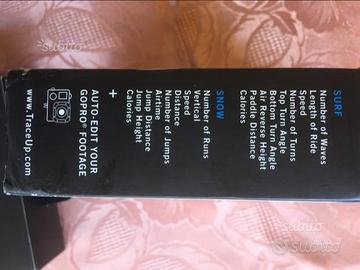 SURF
Number of Waves
Length of Ride
Speed
Number of Turns
Top Turn Angle
Bottom Turn Angle
Air Reverse Height
Paddle Distance
Calories
SNOW
Number of Runs
Vertical
Speed
Distance
Number of Jumps
Airtime
Jump Distance
Jump Height
Calories
+
AUTO-EDIT YOUR
GOPRO® FOOTAGE
www.TraceUp.com
subito
subito